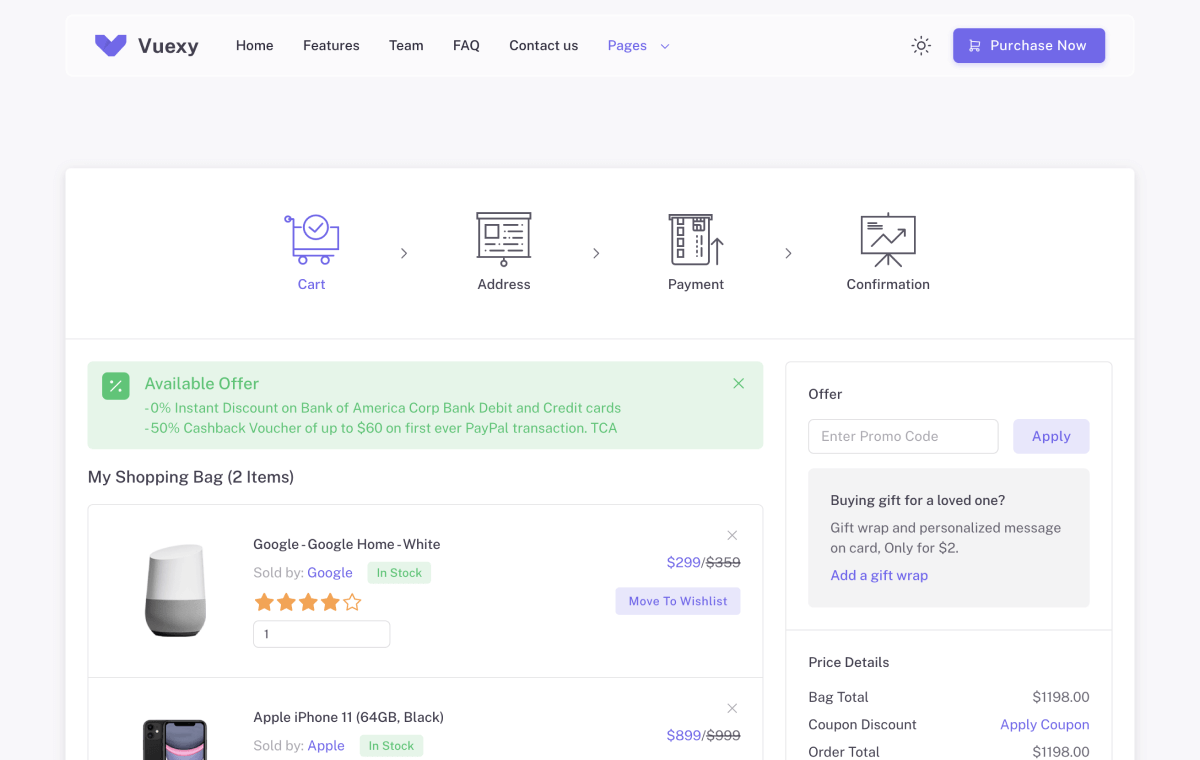 Vuexy
Home
Features
Team
FAQ
Contact us
Pages
Purchase Now
Cart
Address
Payment
Confirmation
Available Offer
- 0% Instant Discount on Bank of America Corp Bank Debit and Credit cards
- 50% Cashback Voucher of up to $60 on first ever PayPal transaction. TCA
My Shopping Bag (2 Items)
Google - Google Home - White
Sold by: Google
In Stock
1
$299/$359
Move To Wishlist
Apple iPhone 11 (64GB, Black)
Sold by: Apple
In Stock
$899/$999
Offer
Enter Promo Code
Apply
Buying gift for a loved one?
Gift wrap and personalized message
on card, Only for $2.
Add a gift wrap
Price Details
Bag Total
$1198.00
Coupon Discount
Apply Coupon
Order Total
$1198.00